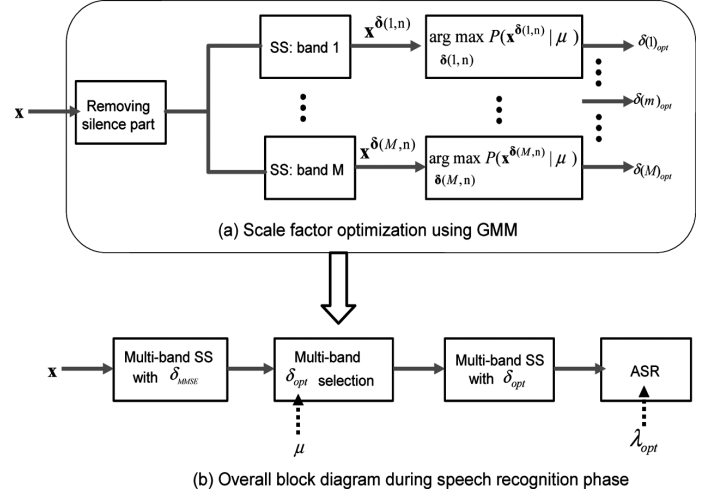 SS: band 1
x^δ(1,n)
arg max P(x^δ(1,n) | μ)
δ(1,n)
δ(1)_opt
x
Removing
silence part
δ(m)_opt
SS: band M
x^δ(M,n)
arg max P(x^δ(M,n) | μ)
δ(M,n)
δ(M)_opt
(a) Scale factor optimization using GMM
x
Multi-band SS
with δ_MMSE
Multi-band
δ_opt selection
Multi-band SS
with δ_opt
ASR
μ
λ_opt
(b) Overall block diagram during speech recognition phase